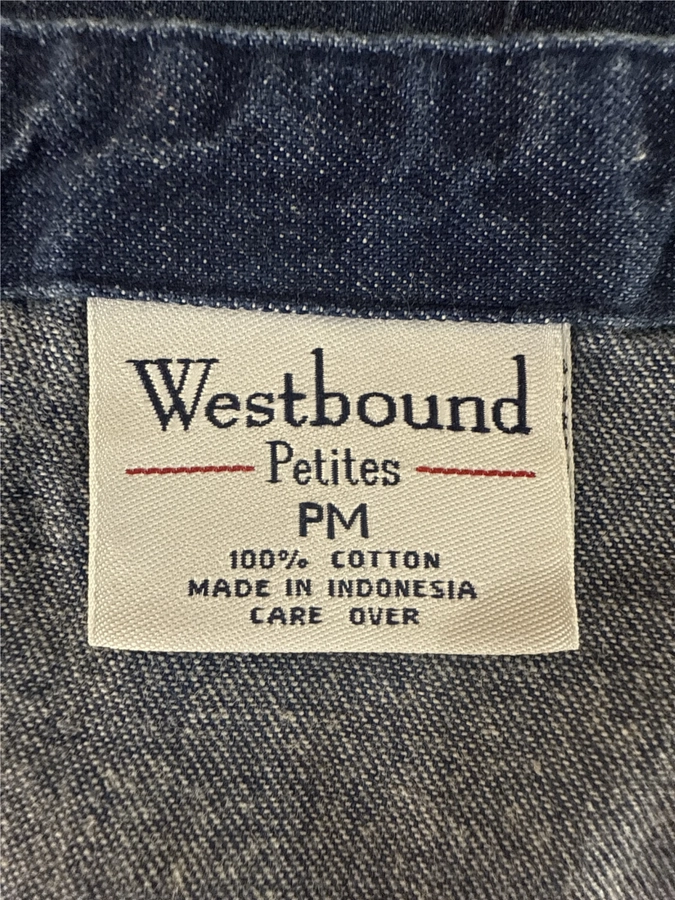 Westbound
Petites
PM
100% COTTON
MADE IN INDONESIA
CARE OVER